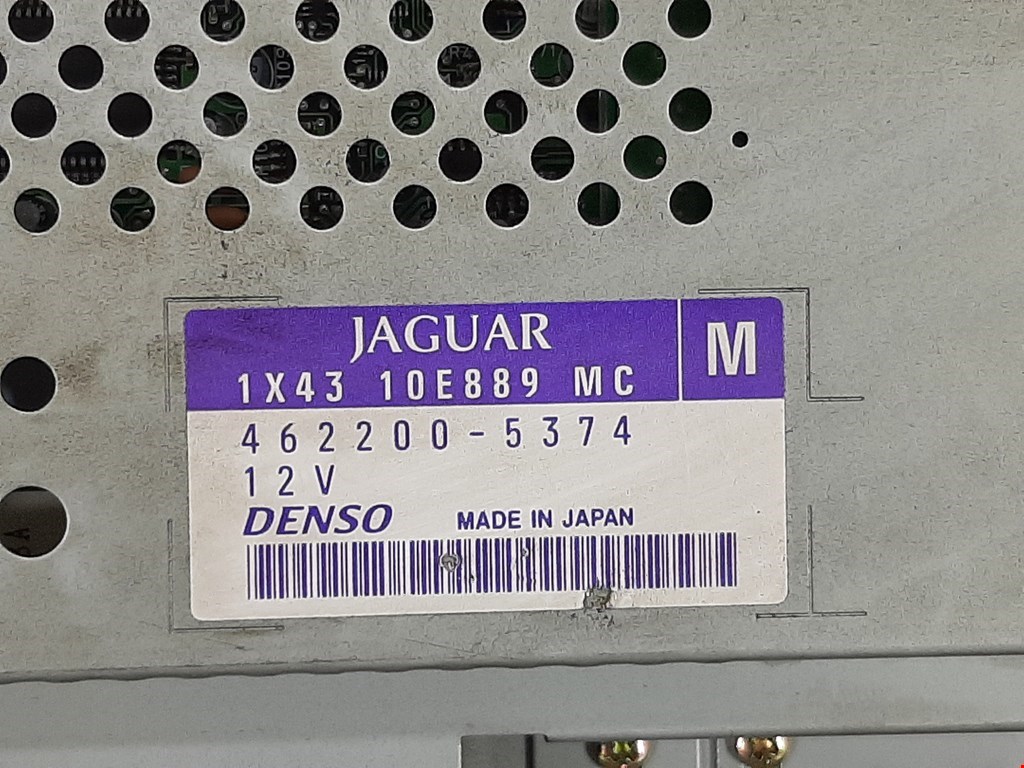 JAGUAR
M
1X43 10E889 MC
462200-5374
12V
DENSO MADE IN JAPAN